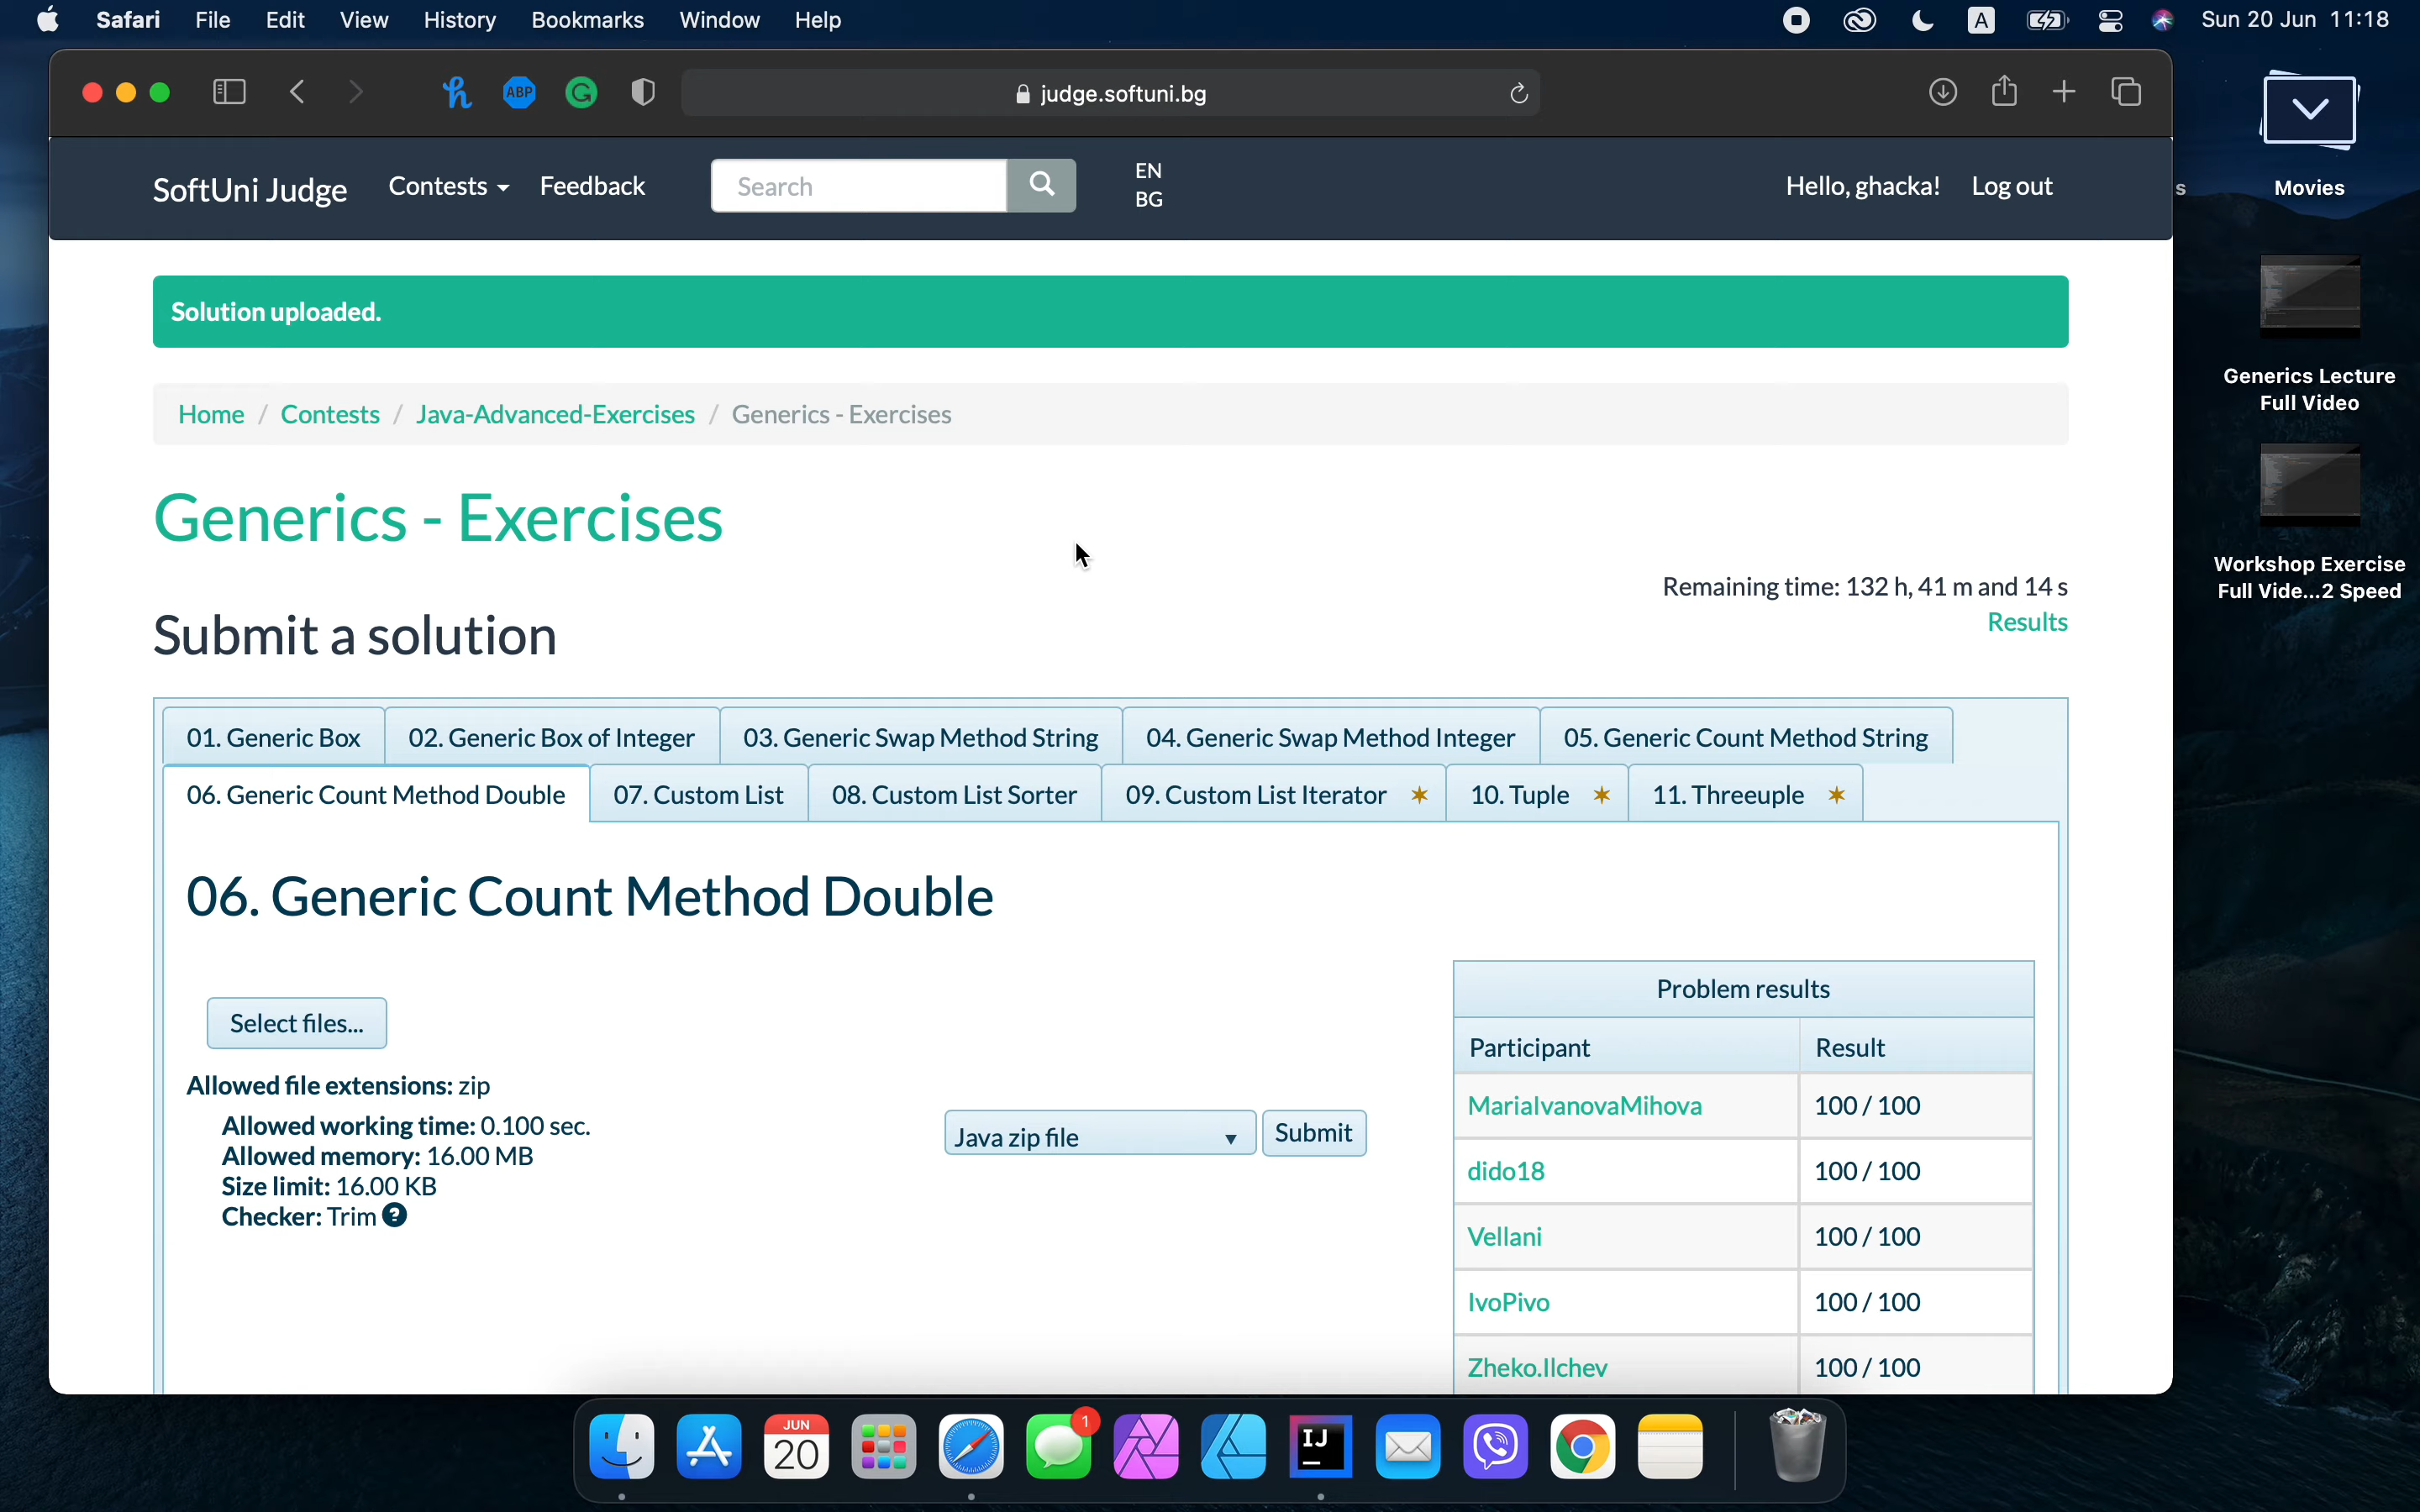 Safari File Edit View History Bookmarks Window Help A Sun 20 Jun 11:18
ABP judge.softuni.bg
SoftUni Judge Contests Feedback Search EN Hello, ghacka! Log out
BG
s Movies
Solution uploaded.
Generics Lecture
Full Video
Home / Contests / Java-Advanced-Exercises / Generics - Exercises
Generics - Exercises
Workshop Exercise
Full Vide...2 Speed
Remaining time: 132 h, 41 m and 14 s
Results
Submit a solution
01. Generic Box 02. Generic Box of Integer 03. Generic Swap Method String 04. Generic Swap Method Integer 05. Generic Count Method String
06. Generic Count Method Double 07. Custom List 08. Custom List Sorter 09. Custom List Iterator 10. Tuple 11. Threeuple
06. Generic Count Method Double
Select files...
Allowed file extensions: zip
Allowed working time: 0.100 sec.
Allowed memory: 16.00 MB
Size limit: 16.00 KB
Checker: Trim ?
Java zip file Submit
Problem results
Participant Result
MariaIvanovaMihova 100 / 100
dido18 100 / 100
Vellani 100 / 100
IvoPivo 100 / 100
Zheko.Ilchev 100 / 100
JUN
20
1
IJ